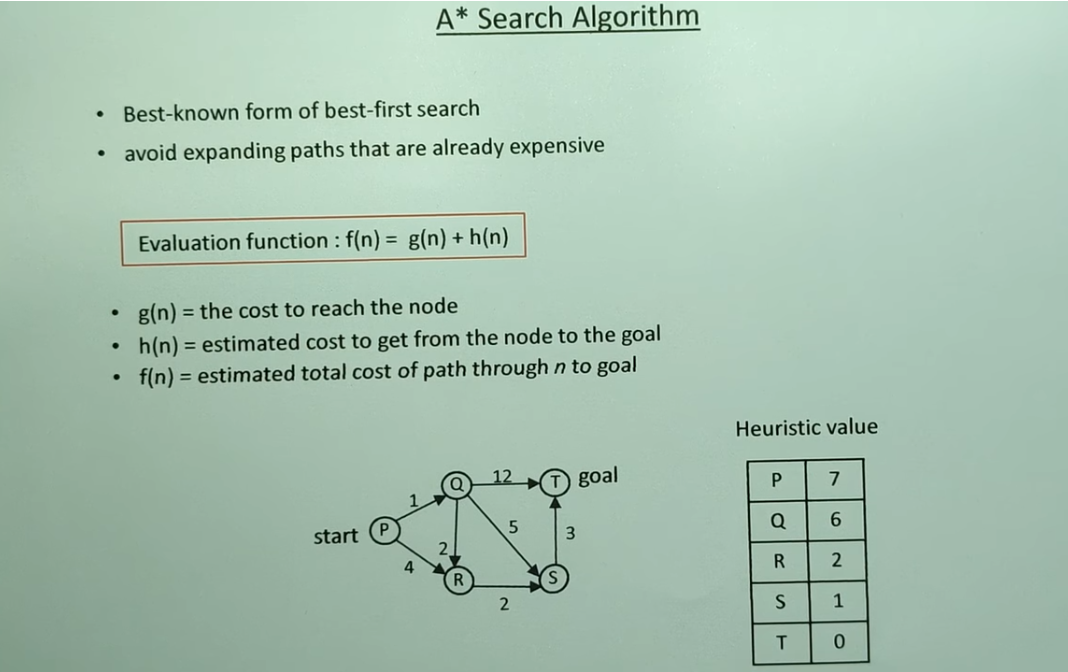 A* Search Algorithm
• Best-known form of best-first search
• avoid expanding paths that are already expensive
Evaluation function : f(n) = g(n) + h(n)
• g(n) = the cost to reach the node
• h(n) = estimated cost to get from the node to the goal
• f(n) = estimated total cost of path through n to goal
Heuristic value
P 7
Q 6
R 2
S 1
T 0
Q 12 T goal
1
start P 5 3
2
4 R S
2